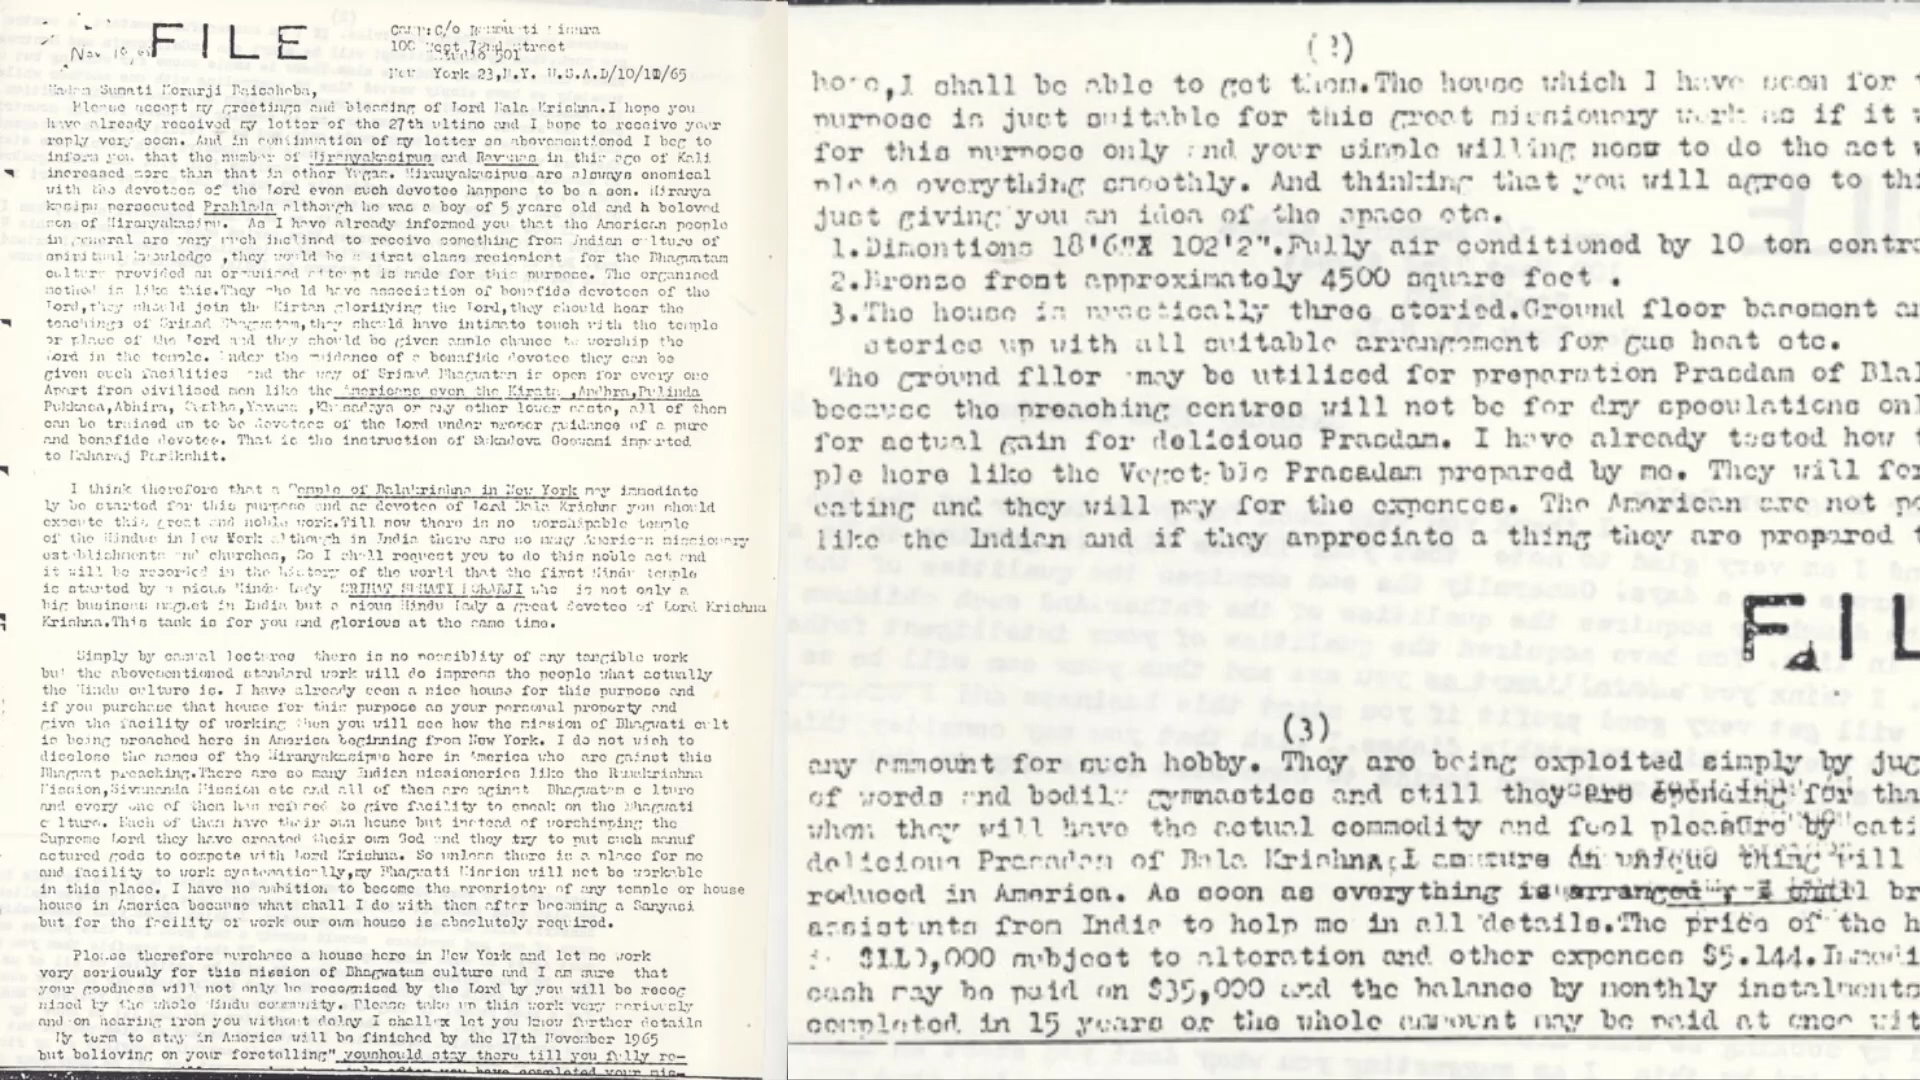 FILE
100 West 72nd Street
Studio 501
New York 23,N.Y. U.S.A.D/10/10/65
Madam Sumati Morarji Baisaheba,
Please accept my greetings and blessing of Lord Bala Krishna.I hope you
have already received my letter of the 27th ultimo and I hope to receive your
reply very soon. And in continuation of my letter as abovementioned I beg to
inform you that the number of Hiranyakasipus and Ravanas in this age of Kali
increased more than that in other Yugas. Hiranyakasipus are always enemical
with the devotees of the Lord even such devotee happens to be a son. Hiranya
kasipu persecuted Prahlada although he was a boy of 5 years old and h beloved
son of Hiranyakasipu. As I have already informed you that the American people
in general are very much inclined to receive something from Indian culture of
spiritual knowledge ,they would be a first class recepient for the Bhagwatam
culture provided an organised attempt is made for this purpose. The organised
method is like this.They sho ld have association of bonafide devotees of the
Lord,they should join the Kirtan glorifying the Lord,they should hear the
teachings of Srimad Bhagwatam,they should have intimate touch with the temple
or place of the Lord and they should be given ample chance to worship the
Lord in the temple. Under the guidence of a bonafide devotee they can be
given such facilities and the way of Srimad Bhagwatam is open for every one
Apart from civilised men like the Americans even the Kirata ,Andhra,Pulinda
Pukkasa,Abhira, ,Yavana ,Khasadaya or any other lower caste, all of them
can be trained up to be devotees of the Lord under proper guidance of a pure
and bonafide devotee. That is the instruction of Sukadeva Goswami imparted
to Maharaj Parikshit.
I think therefore that a Temple of Balakrishna in New York may immediate
ly be started for this purpose and as devotee of Lord Bala Krishna you should
execute this great and noble work.Till now there is no worshipable temple
of the Hindus in New York although in India there are so many American missionary
establishments and churches, So I shall request you to do this noble act and
it will be recorded in the history of the world that the first Hindu temple
is started by a pious Hindu Lady SRIMAT SUMATI MORARJI who is not only a
big business magnet in India but a pious Hindu Lady a great devotee of Lord Krishna
Krishna.This task is for you and glorious at the same time.
Simply by casual lectures there is no possiblity of any tangible work
but the abovementioned standard work will do impress the people what actually
the Hindu culture is. I have already seen a nice house for this purpose and
if you purchase that house for this purpose as your personal property and
give the facility of working then you will see how the mission of Bhagwati cult
is being preached here in America beginning from New York. I do not wish to
disclose the names of the Hiranyakasipus here in America who are gainst this
Bhagwat preaching.There are so many Indian missioneries like the Ramkrishna
Mission,Sivananda Mission etc and all of them are aginst Bhagwatam c lture
and every one of them has refused to give facility to speak on the Bhagwati
c lture. Each of them have their own house but instead of worshipping the
Supreme Lord they have created their own God and they try to put such manuf
actured gods to compete with Lord Krishna. So unless there is a place for me
and facility to work systematically,my Bhagwati Mission will not be workable
in this place. I have no ambition to become the proprietor of any temple or house
house in America because what shall I do with them after becoming a Sanyasi
but for the facility of work our own house is absolutely required.
Please therefore purchase a house here in New York and let me work
very seriously for this mission of Bhagwatam culture and I am sure that
your goodness will not only be recognised by the Lord by you will be recog
nised by the whole Hindu community. Please take up this work very seriously
and on hearing from you without delay I shall x let you know further details
My term to stay in America will be finished by the 17th November 1965
but believing on your foretelling" youshould stay there till you fully re-
(2)
here,I shall be able to get them.The house which I have seen for
purpose is just suitable for this great missionery work as if it
for this purpose only and your simple willing ness to do the act
plete everything smoothly. And thinking that you will agree to
just giving you an idea of the space etc.
1.Dimentions 18'6"X 102'2".Fully air conditioned by 10 ton
2.Bronze front approximately 4500 square feet .
3.The house is practically three storied.Ground floor basement
stories up with all suitable arrangement for gas heat etc.
The ground fllor may be utilised for preparation Prasdam of
because the preaching centres will not be for dry speculations
for actual gain for delicious Prasdam. I have already tested how
ple here like the Veget ble Prasadam prepared by me. They will
eating and they will pay for the expences. The American are not
like the Indian and if they appreciate a thing they are prepared
FIL
(3)
any ammount for such hobby. They are being exploited simply by
of words and bodily gymnastics and still they are spending for
when they will have the actual commodity and feel pleasure by
delicious Prasadam of Bala Krishna,I am sure an unique thing will
roduced in America. As soon as everything is arranged , I shall
assistants from India to help me in all details.The price of the
subject to alteration and other expences $5.144.
cash may be paid on $35,000 and the balance by monthly instalments
completed in 15 years or the whole ammount may be paid at once